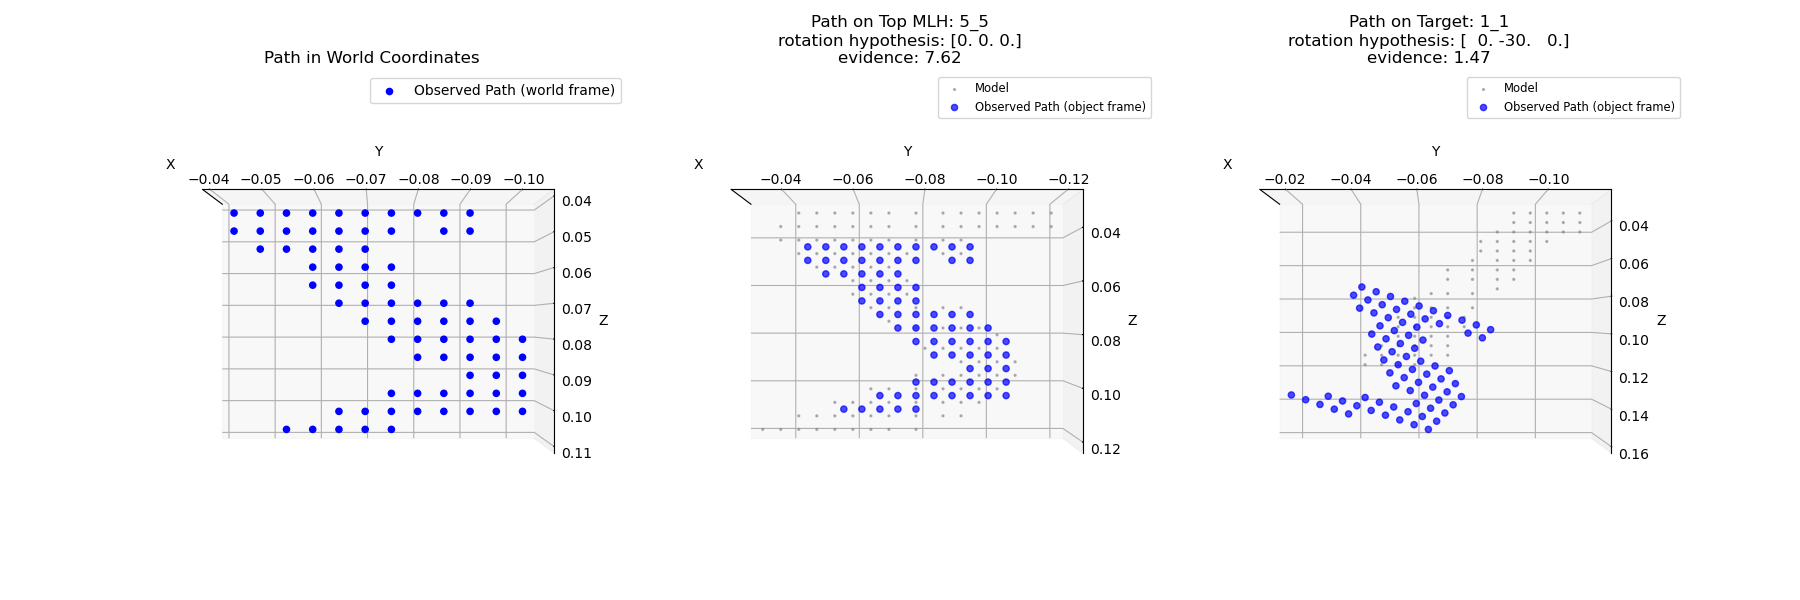 Path in World Coordinates
Observed Path (world frame)
X
Y
−0.04 −0.05 −0.06 −0.07 −0.08 −0.09 −0.10
0.04
0.05
0.06
0.07
Z
0.08
0.09
0.10
0.11
Path on Top MLH: 5_5
rotation hypothesis: [0. 0. 0.]
evidence: 7.62
Model
Observed Path (object frame)
X
Y
−0.04 −0.06 −0.08 −0.10 −0.12
0.04
0.06
Z
0.08
0.10
0.12
Path on Target: 1_1
rotation hypothesis: [  0. -30.   0.]
evidence: 1.47
Model
Observed Path (object frame)
X
Y
−0.02 −0.04 −0.06 −0.08 −0.10
0.04
0.06
0.08
Z
0.10
0.12
0.14
0.16